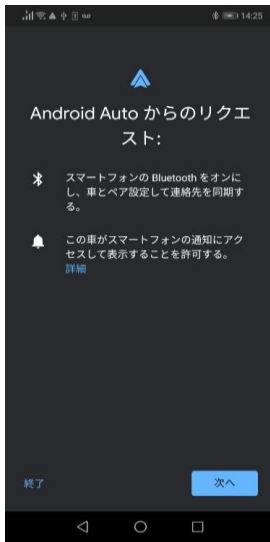 14:25
Android Auto からのリクエ
スト:
スマートフォンの Bluetooth をオンに
し、車とペア設定して連絡先を同期す
る。
この車がスマートフォンの通知にアク
セスして表示することを許可する。
詳細
終了
次へ